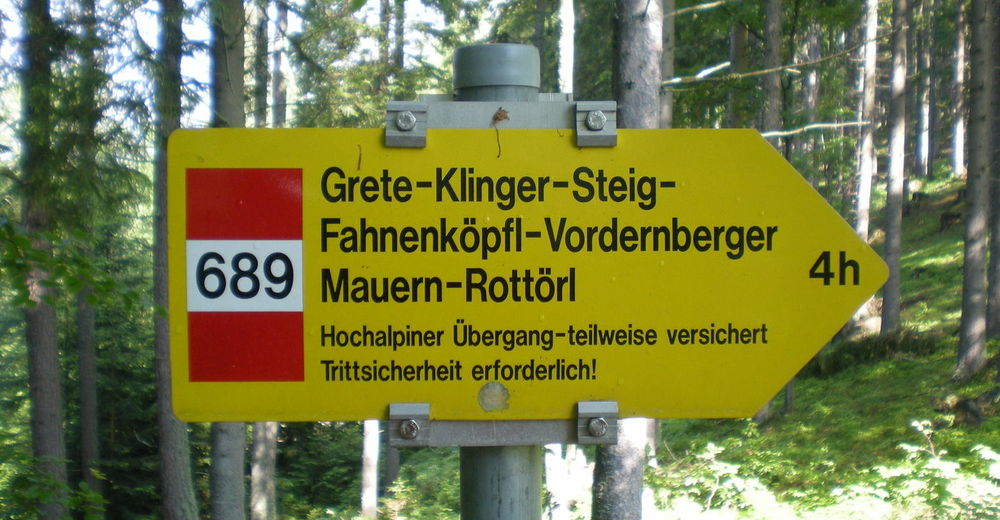 689
Grete-Klinger-Steig-
Fahnenköpfl-Vordernberger
Mauern-Rottörl
4h
Hochalpiner Übergang-teilweise versichert
Trittsicherheit erforderlich!